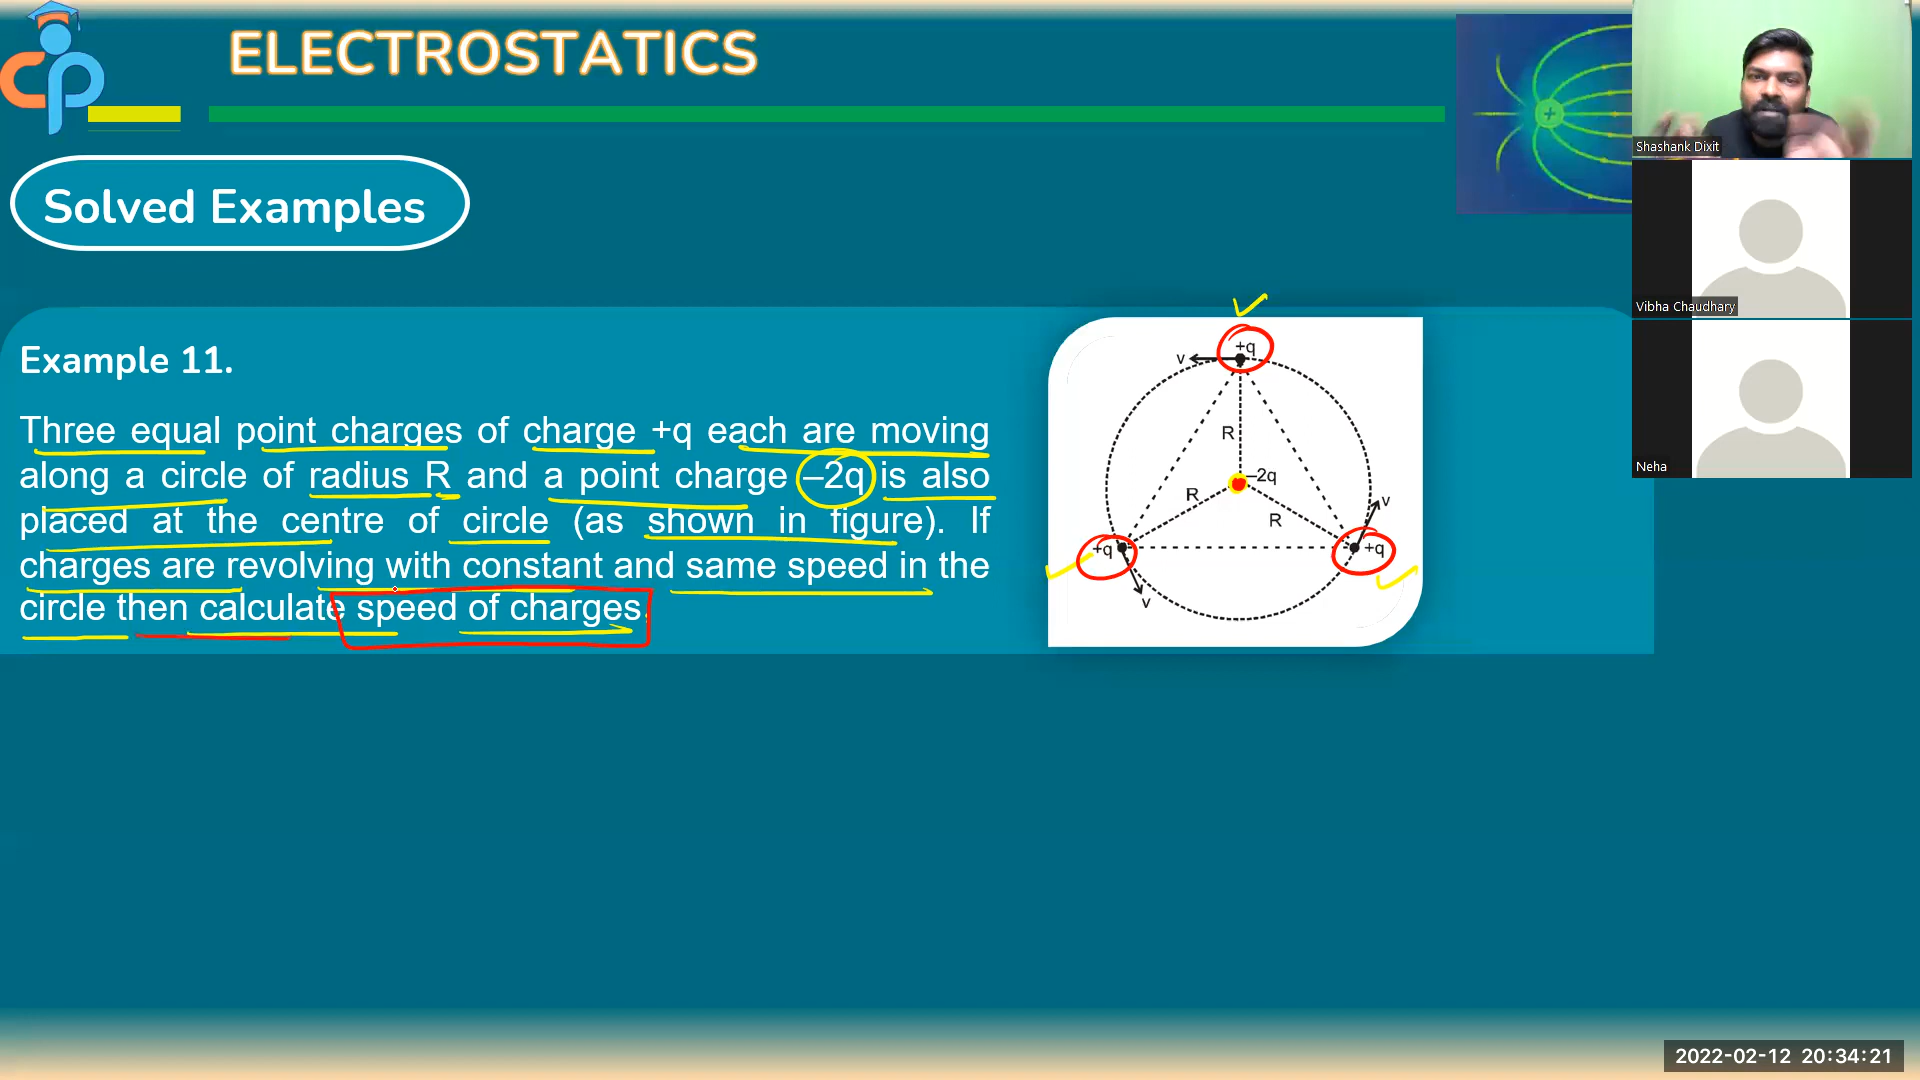 cp
ELECTROSTATICS
Solved Examples
Example 11.
Three equal point charges of charge +q each are moving
along a circle of radius R and a point charge –2q is also
placed at the centre of circle (as shown in figure). If
charges are revolving with constant and same speed in the
circle then calculate speed of charges.
+q
v
R
–2q
R
R
v
+q
+q
v
+
Shashank Dixit
Vibha Chaudhary
Neha
2022-02-12 20:34:21